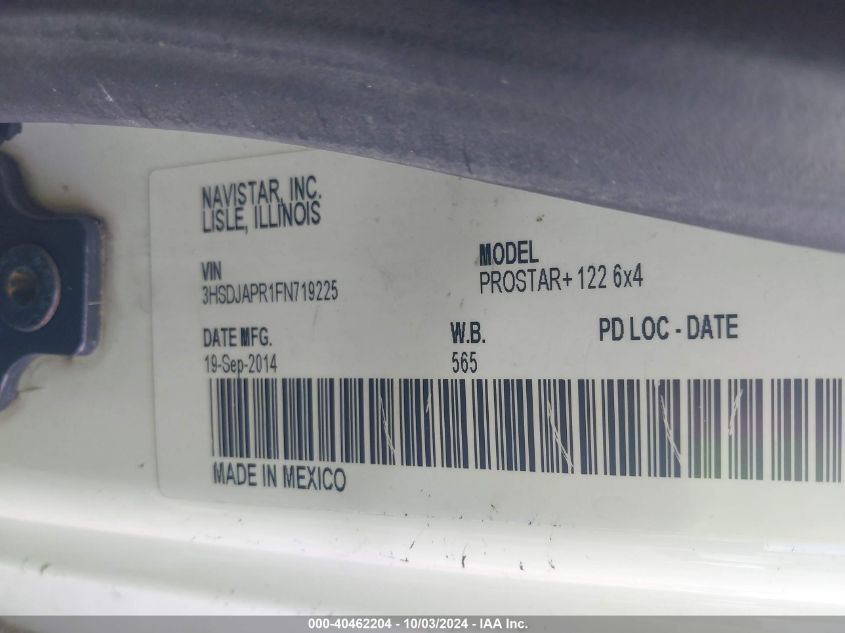 NAVISTAR, INC.
LISLE, ILLINOIS
VIN
3HSDJAPR1FN719225
MODEL
PROSTAR+ 122 6x4
DATE MFG.
19-Sep-2014
W.B.
565
PD LOC - DATE
MADE IN MEXICO
000-40462204 - 10/03/2024 - IAA Inc.